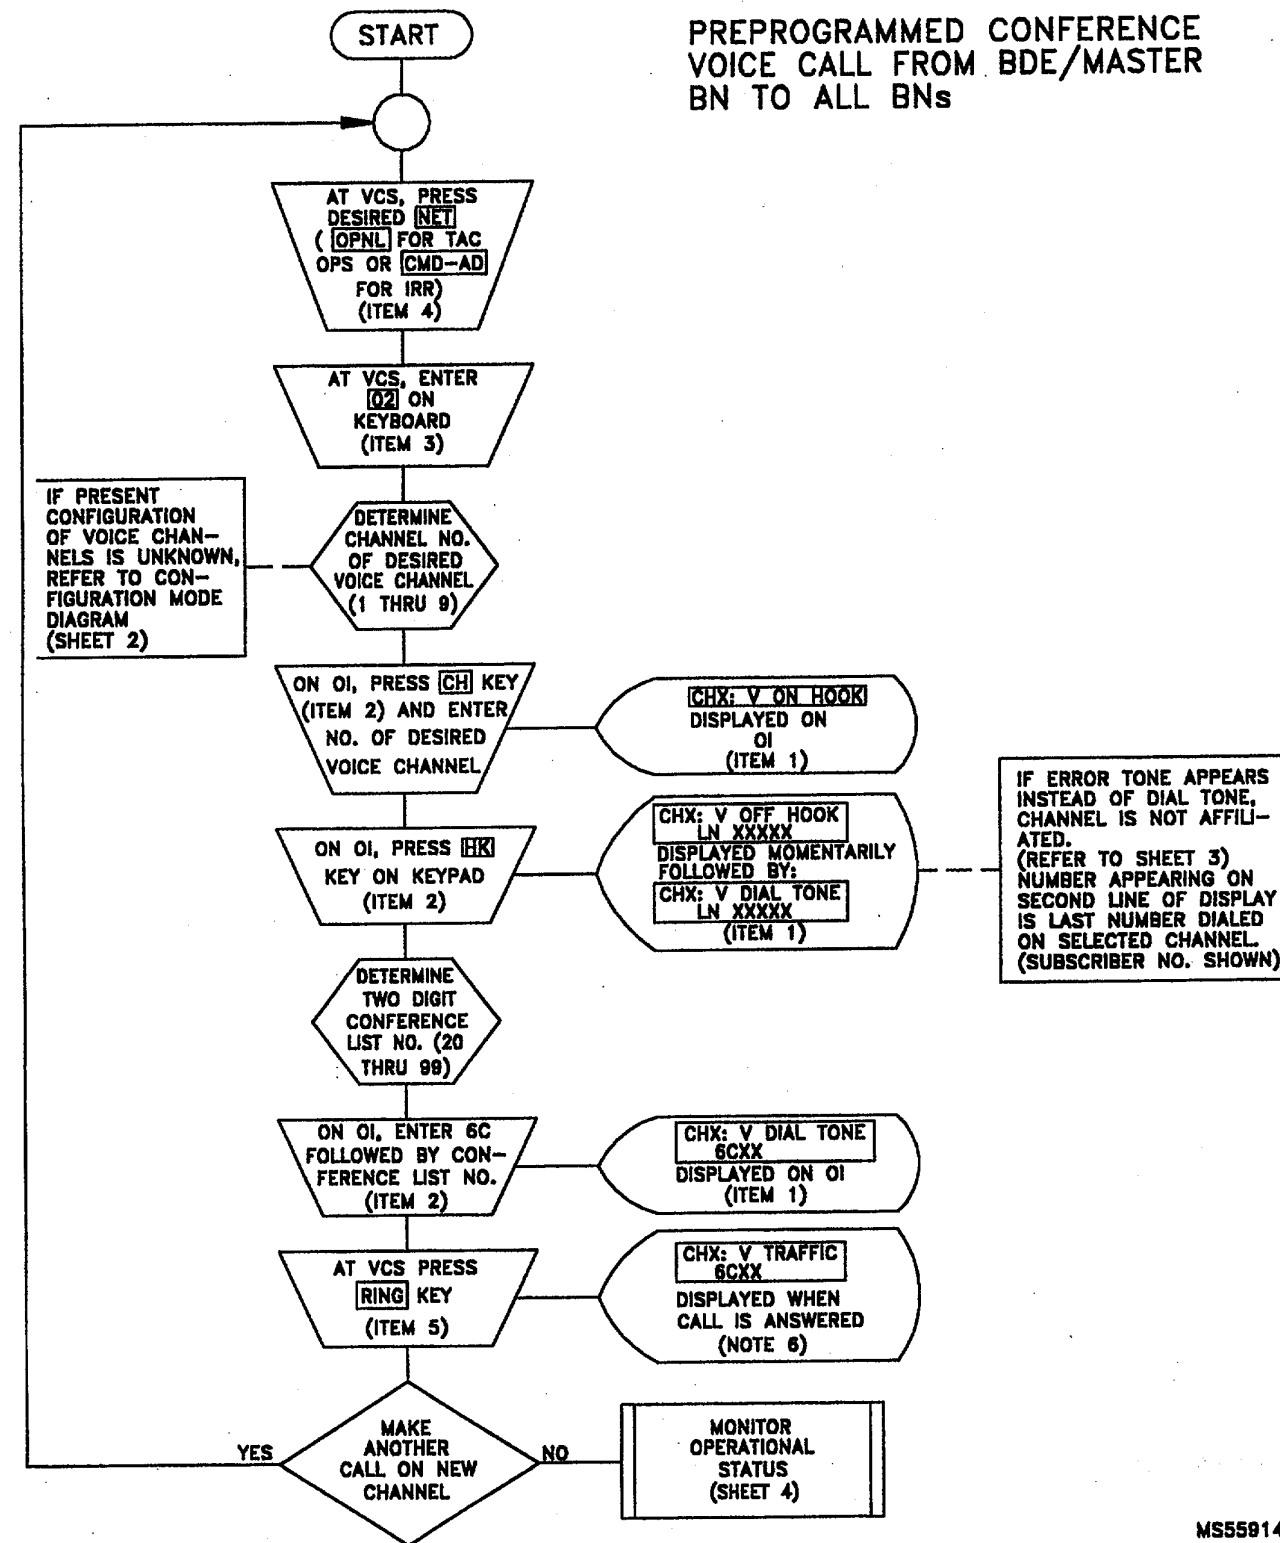 START
PREPROGRAMMED CONFERENCE
VOICE CALL FROM BDE/MASTER
BN TO ALL BNs
AT VCS, PRESS
DESIRED NET
( OPNL FOR TAC
OPS OR CMD-AD
FOR IRR)
(ITEM 4)
AT VCS, ENTER
02 ON
KEYBOARD
(ITEM 3)
IF PRESENT
CONFIGURATION
OF VOICE CHAN-
NELS IS UNKNOWN,
REFER TO CON-
FIGURATION MODE
DIAGRAM
(SHEET 2)
DETERMINE
CHANNEL NO.
OF DESIRED
VOICE CHANNEL
(1 THRU 9)
ON OI, PRESS CH KEY
(ITEM 2) AND ENTER
NO. OF DESIRED
VOICE CHANNEL
CHX: V ON HOOK
DISPLAYED ON
OI
(ITEM 1)
ON OI, PRESS HK
KEY ON KEYPAD
(ITEM 2)
CHX: V OFF HOOK
LN XXXXX
DISPLAYED MOMENTARILY
FOLLOWED BY:
CHX: V DIAL TONE
LN XXXXX
(ITEM 1)
IF ERROR TONE APPEARS
INSTEAD OF DIAL TONE,
CHANNEL IS NOT AFFILI-
ATED.
(REFER TO SHEET 3)
NUMBER APPEARING ON
SECOND LINE OF DISPLAY
IS LAST NUMBER DIALED
ON SELECTED CHANNEL.
(SUBSCRIBER NO. SHOWN)
DETERMINE
TWO DIGIT
CONFERENCE
LIST NO. (20
THRU 99)
ON OI, ENTER 6C
FOLLOWED BY CON-
FERENCE LIST NO.
(ITEM 2)
CHX: V DIAL TONE
6CXX
DISPLAYED ON OI
(ITEM 1)
AT VCS PRESS
RING KEY
(ITEM 5)
CHX: V TRAFFIC
6CXX
DISPLAYED WHEN
CALL IS ANSWERED
(NOTE 6)
MAKE
ANOTHER
CALL ON NEW
CHANNEL
YES
NO
MONITOR
OPERATIONAL
STATUS
(SHEET 4)
MS55914